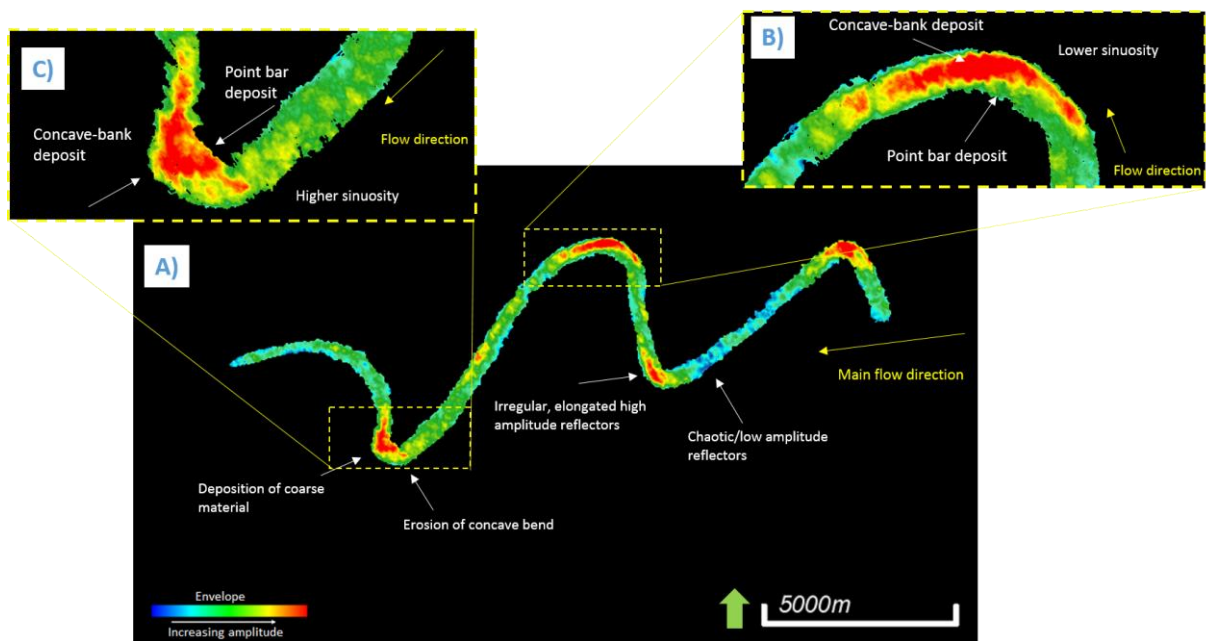 C)
Point bar
deposit
Concave-bank
deposit
Flow direction
Higher sinuosity
B)
Concave-bank deposit
Lower sinuosity
Point bar deposit
Flow direction
A)
Main flow direction
Irregular, elongated high
amplitude reflectors
Chaotic/low amplitude
reflectors
Deposition of coarse
material
Erosion of concave bend
Envelope
Increasing amplitude
5000m